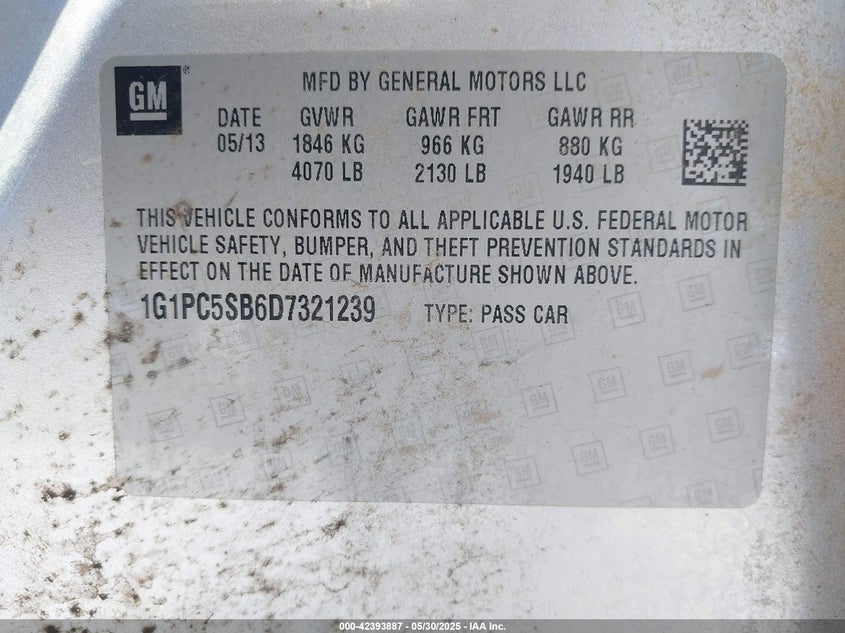 GM
MFD BY GENERAL MOTORS LLC
DATE GVWR GAWR FRT GAWR RR
05/13 1846 KG 966 KG 880 KG
4070 LB 2130 LB 1940 LB
THIS VEHICLE CONFORMS TO ALL APPLICABLE U.S. FEDERAL MOTOR
VEHICLE SAFETY, BUMPER, AND THEFT PREVENTION STANDARDS IN
EFFECT ON THE DATE OF MANUFACTURE SHOWN ABOVE.
1G1PC5SB6D7321239 TYPE: PASS CAR
000-42393887 - 05/30/2025 - IAA Inc.